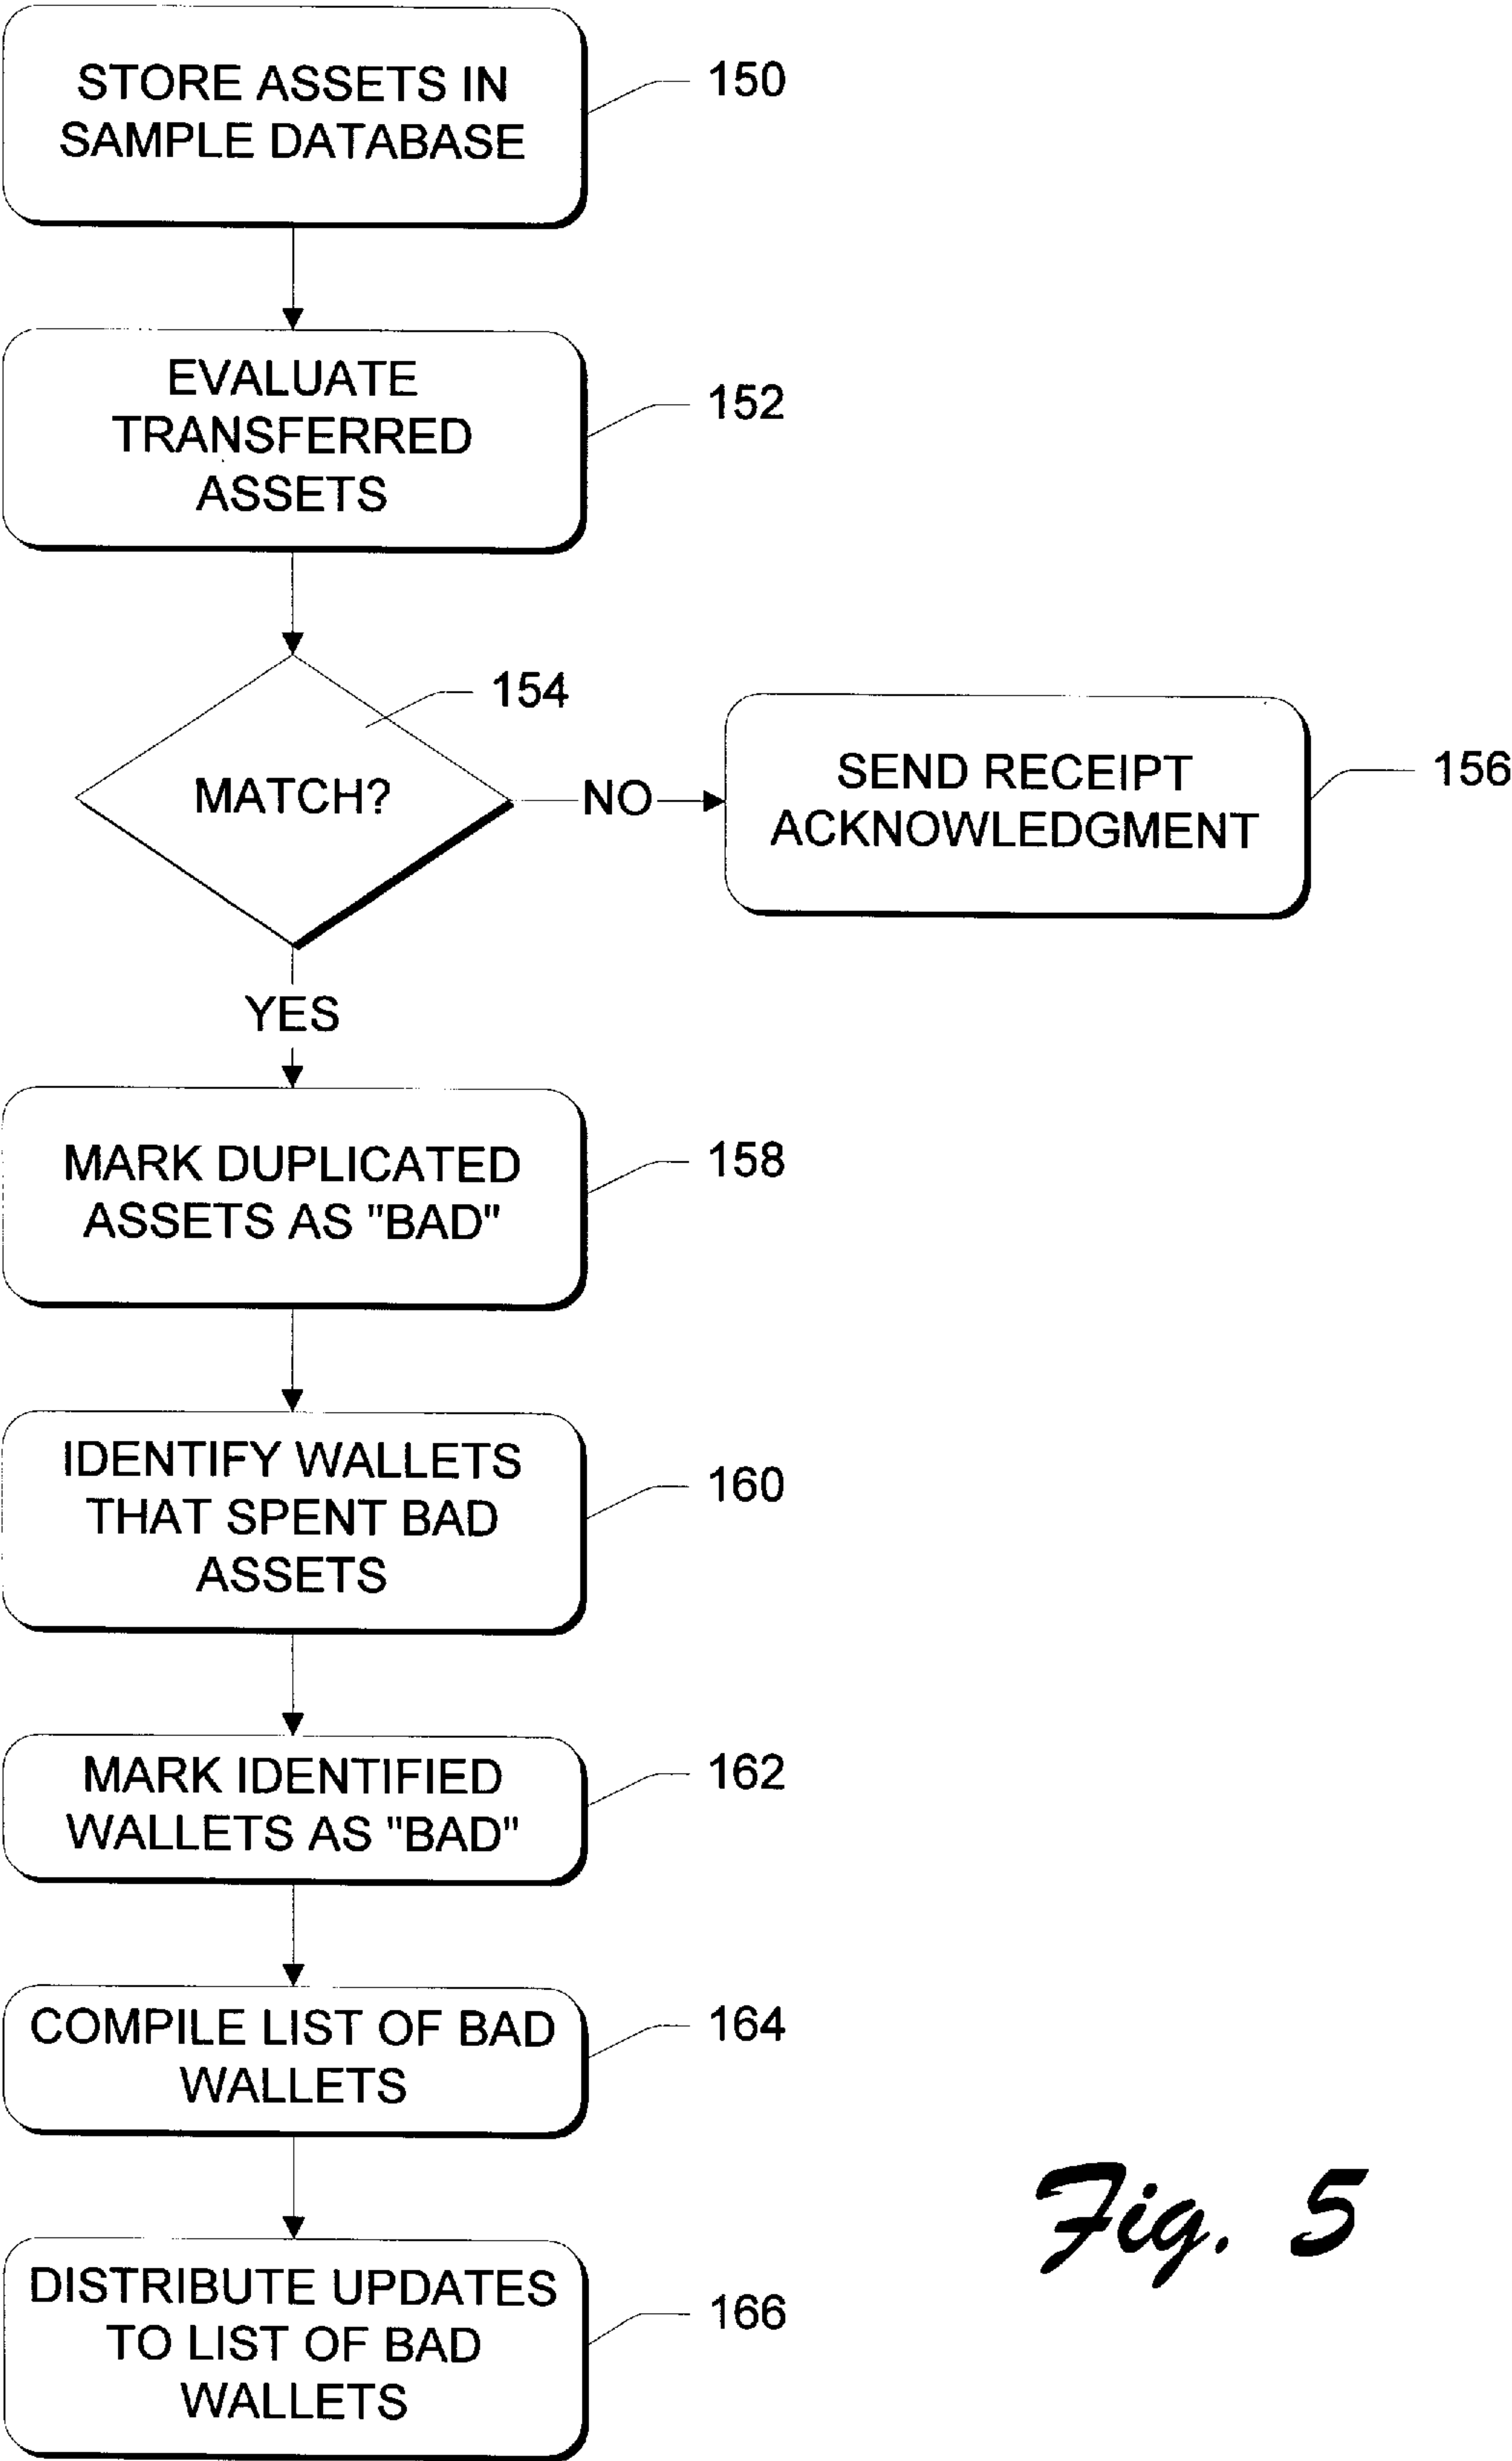 STORE ASSETS IN
SAMPLE DATABASE
150
EVALUATE
TRANSFERRED
ASSETS
152
154
MATCH?
NO
SEND RECEIPT
ACKNOWLEDGMENT
156
YES
MARK DUPLICATED
ASSETS AS "BAD"
158
IDENTIFY WALLETS
THAT SPENT BAD
ASSETS
160
MARK IDENTIFIED
WALLETS AS "BAD"
162
COMPILE LIST OF BAD
WALLETS
164
DISTRIBUTE UPDATES
TO LIST OF BAD
WALLETS
166
Fig. 5